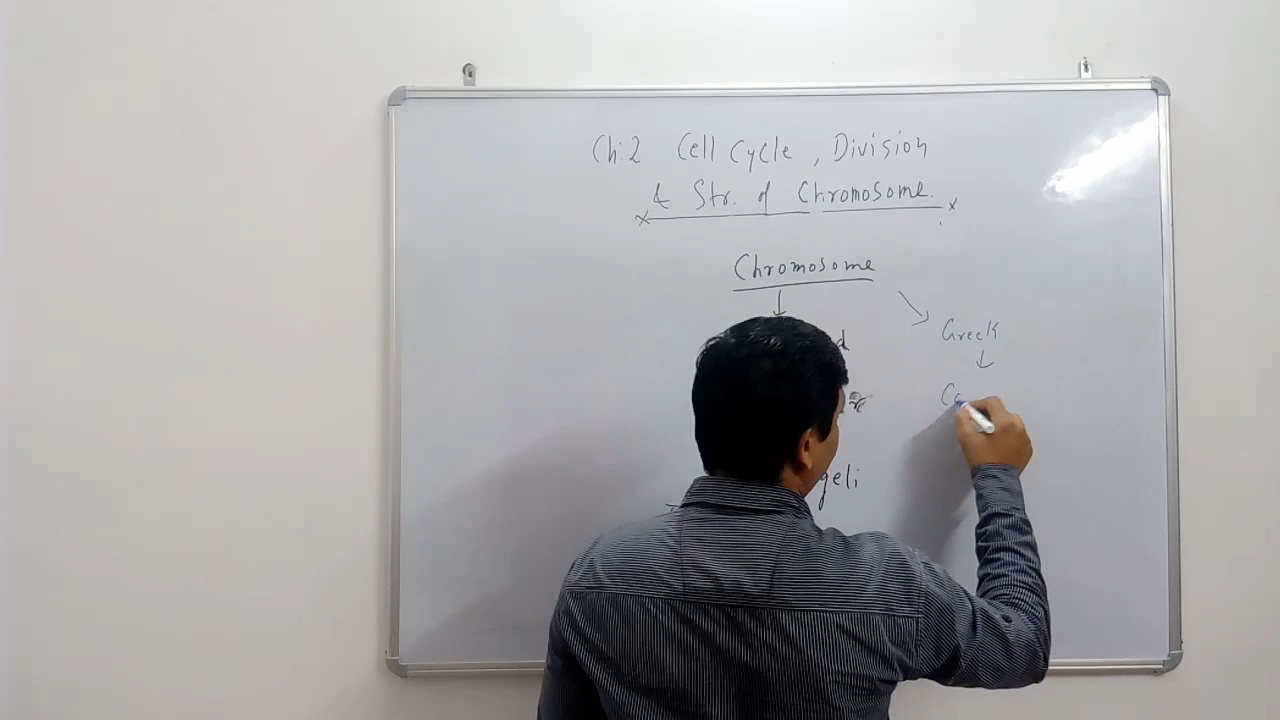 Ch:2 Cell Cycle, Division
& Str. of Chromosome.
Chromosome
Greek
geli